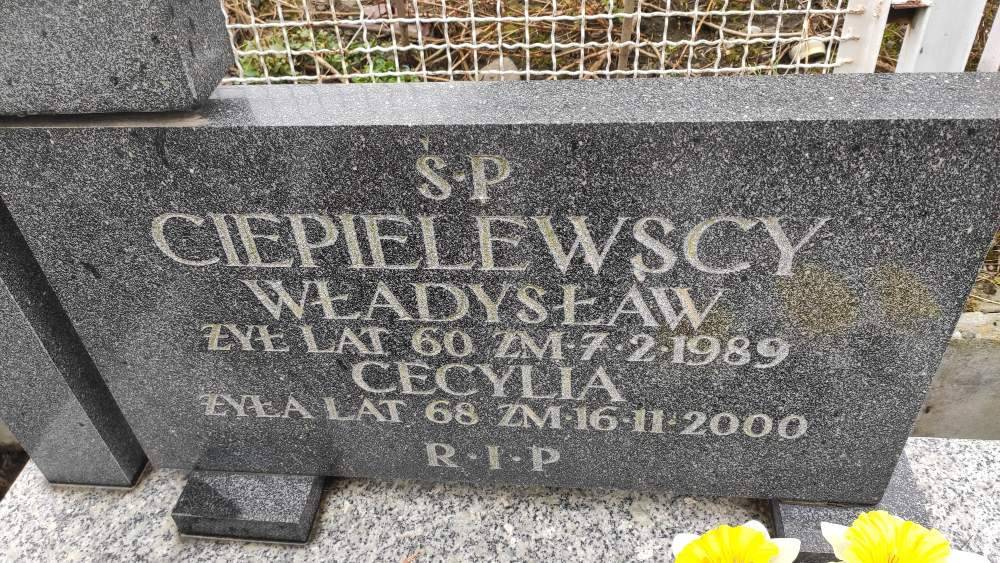 Ś·P
CIEPIELEWSCY
WŁADYSŁAW
ŻYŁ LAT 60 ZM·7·2·1989
CECYLIA
ŻYŁA LAT 68 ZM·16·11·2000
R·I·P